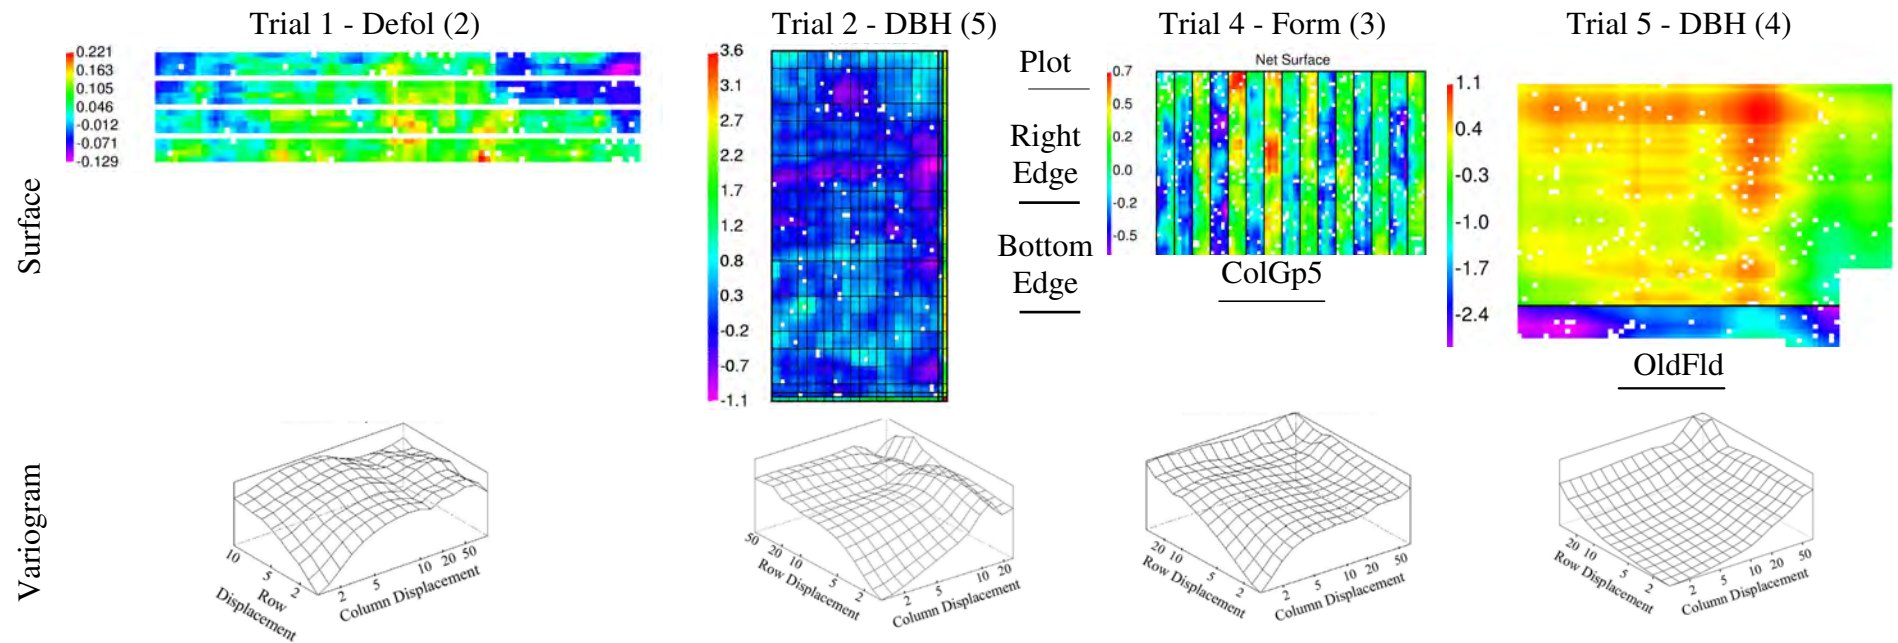 Trial 1 - Defol (2)
Trial 2 - DBH (5)
Trial 4 - Form (3)
Trial 5 - DBH (4)
Surface
0.221
0.163
0.105
0.046
-0.012
-0.071
-0.129
3.6
3.1
2.7
2.2
1.7
1.2
0.8
0.3
-0.2
-0.7
-1.1
Plot
Right
Edge
Bottom
Edge
Net Surface
0.7
0.5
0.2
0.0
-0.2
-0.5
ColGp5
1.1
0.4
-0.3
-1.0
-1.7
-2.4
OldFld
Variogram
10
5
2
Row
Displacement
2
5
10 20 50
Column Displacement
50 20 10
5
2
Row Displacement
2
5
10 20
Column Displacement
20 10
5
2
Row Displacement
2
5
10 20
50
Column Displacement
20 10
5
2
Row Displacement
2
5
10 20
50
Column Displacement